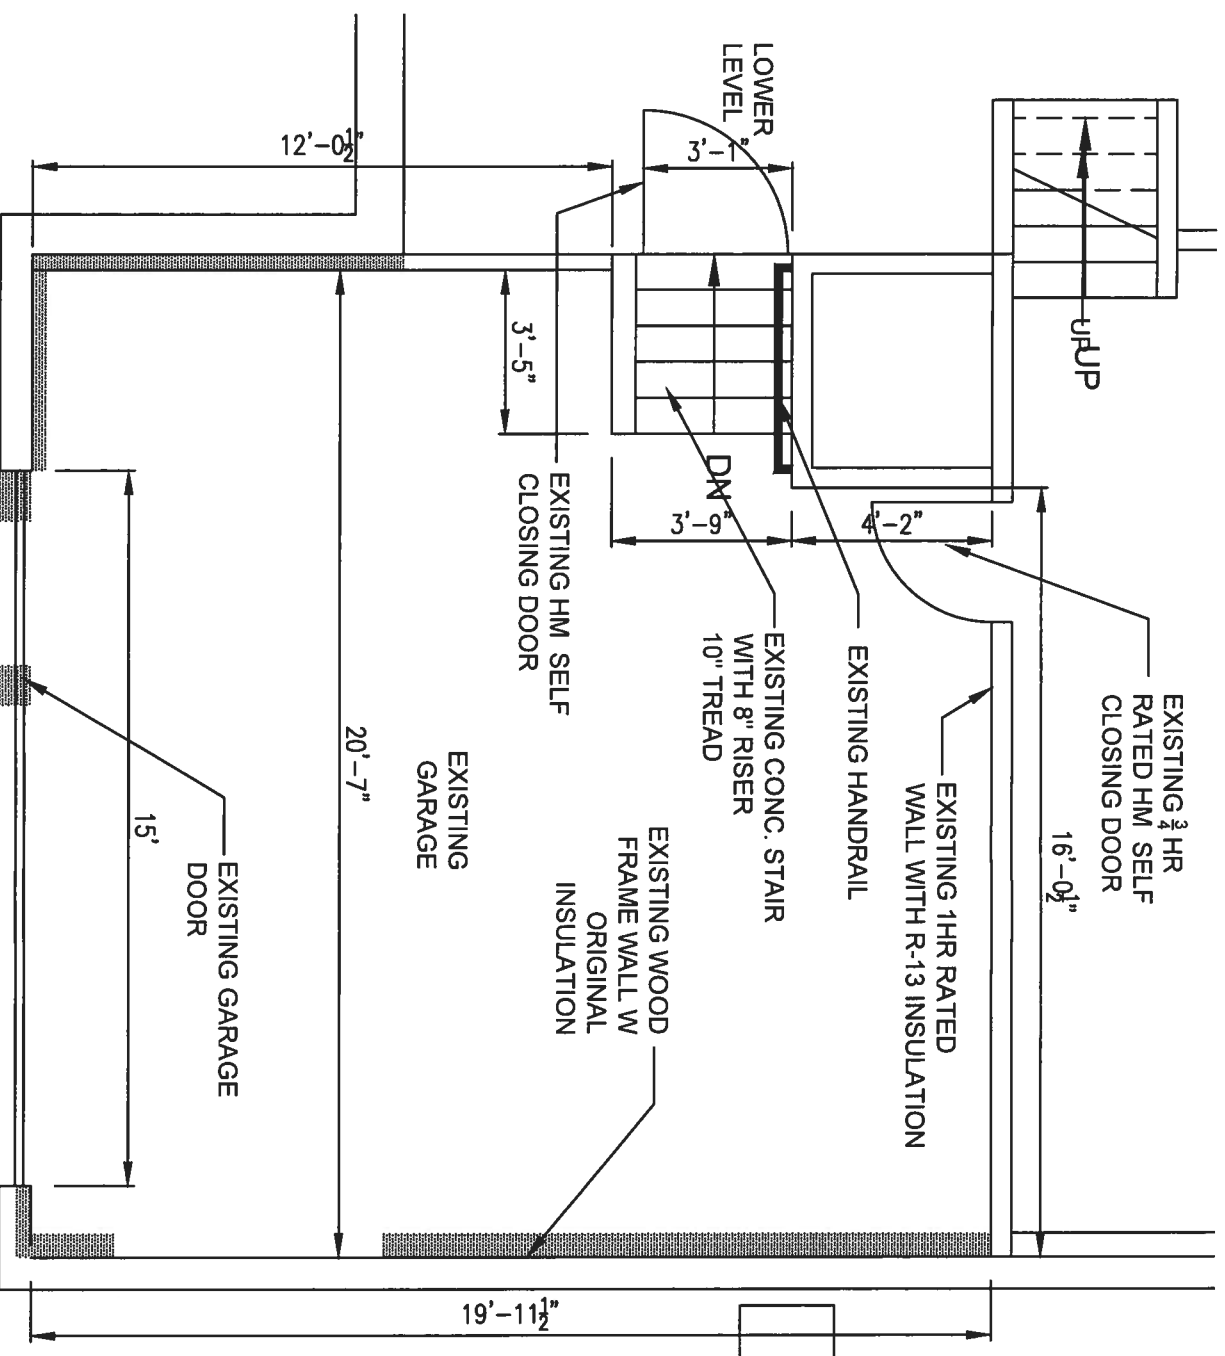 LOWER
LEVEL
3'-1"
12'-0½"
UP
UP
3'-5"
DN
3'-9"
4'-2"
EXISTING HM SELF
CLOSING DOOR
EXISTING CONC. STAIR
WITH 8" RISER
10" TREAD
EXISTING HANDRAIL
EXISTING ¾ HR
RATED HM SELF
CLOSING DOOR
16'-0½"
EXISTING 1HR RATED
WALL WITH R-13 INSULATION
20'-7"
EXISTING
GARAGE
15'
EXISTING GARAGE
DOOR
EXISTING WOOD
FRAME WALL W
ORIGINAL
INSULATION
19'-11½"